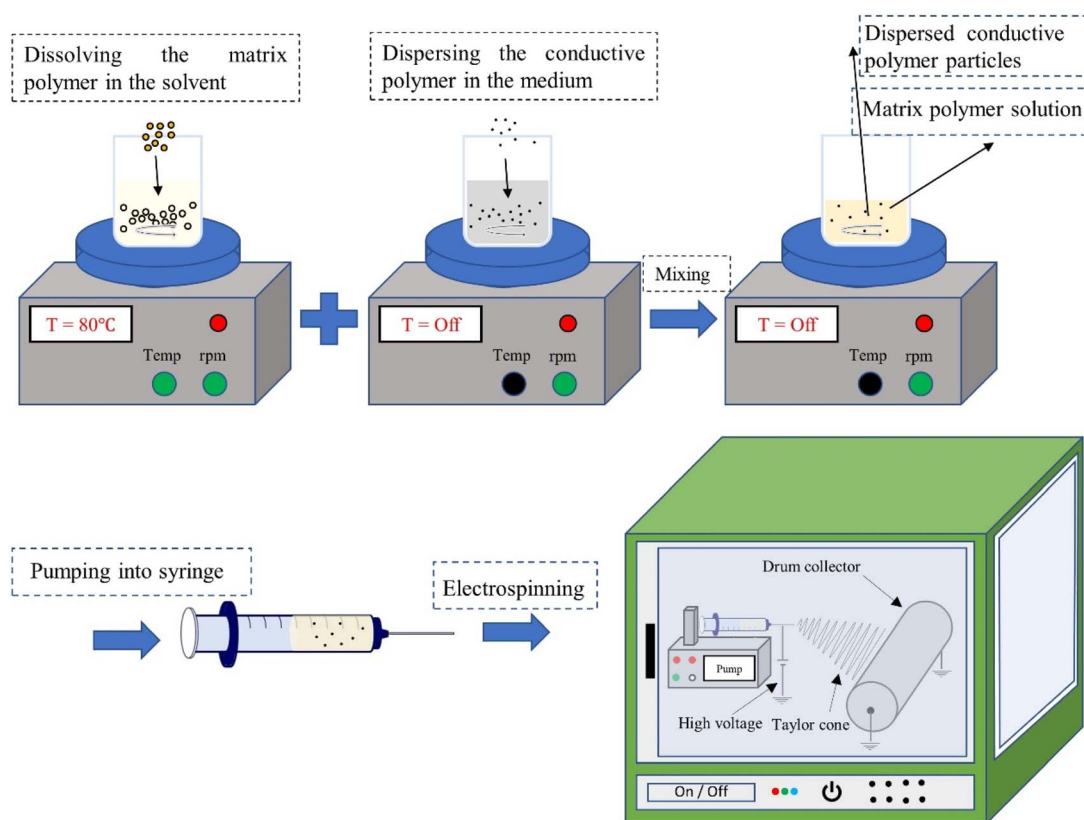 Dissolving the matrix
polymer in the solvent
Dispersing the conductive
polymer in the medium
Dispersed conductive
polymer particles
Matrix polymer solution
T = 80℃
Temp rpm
T = Off
Temp rpm
Mixing
T = Off
Temp rpm
Pumping into syringe
Electrospinning
Drum collector
Pump
High voltage
Taylor cone
On / Off